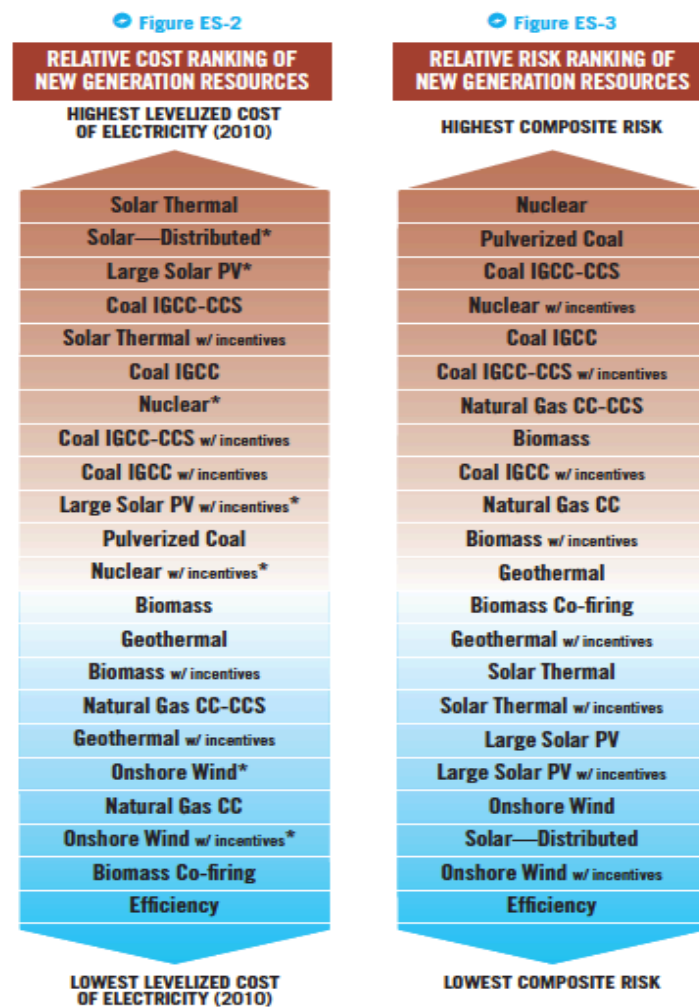 Figure ES-2
RELATIVE COST RANKING OF
NEW GENERATION RESOURCES
HIGHEST LEVELIZED COST
OF ELECTRICITY (2010)
Solar Thermal
Solar—Distributed*
Large Solar PV*
Coal IGCC-CCS
Solar Thermal w/ incentives
Coal IGCC
Nuclear*
Coal IGCC-CCS w/ incentives
Coal IGCC w/ incentives
Large Solar PV w/ incentives*
Pulverized Coal
Nuclear w/ incentives*
Biomass
Geothermal
Biomass w/ incentives
Natural Gas CC-CCS
Geothermal w/ incentives
Onshore Wind*
Natural Gas CC
Onshore Wind w/ incentives*
Biomass Co-firing
Efficiency
LOWEST LEVELIZED COST
OF ELECTRICITY (2010)
Figure ES-3
RELATIVE RISK RANKING OF
NEW GENERATION RESOURCES
HIGHEST COMPOSITE RISK
Nuclear
Pulverized Coal
Coal IGCC-CCS
Nuclear w/ incentives
Coal IGCC
Coal IGCC-CCS w/ incentives
Natural Gas CC-CCS
Biomass
Coal IGCC w/ incentives
Natural Gas CC
Biomass w/ incentives
Geothermal
Biomass Co-firing
Geothermal w/ incentives
Solar Thermal
Solar Thermal w/ incentives
Large Solar PV
Large Solar PV w/ incentives
Onshore Wind
Solar—Distributed
Onshore Wind w/ incentives
Efficiency
LOWEST COMPOSITE RISK